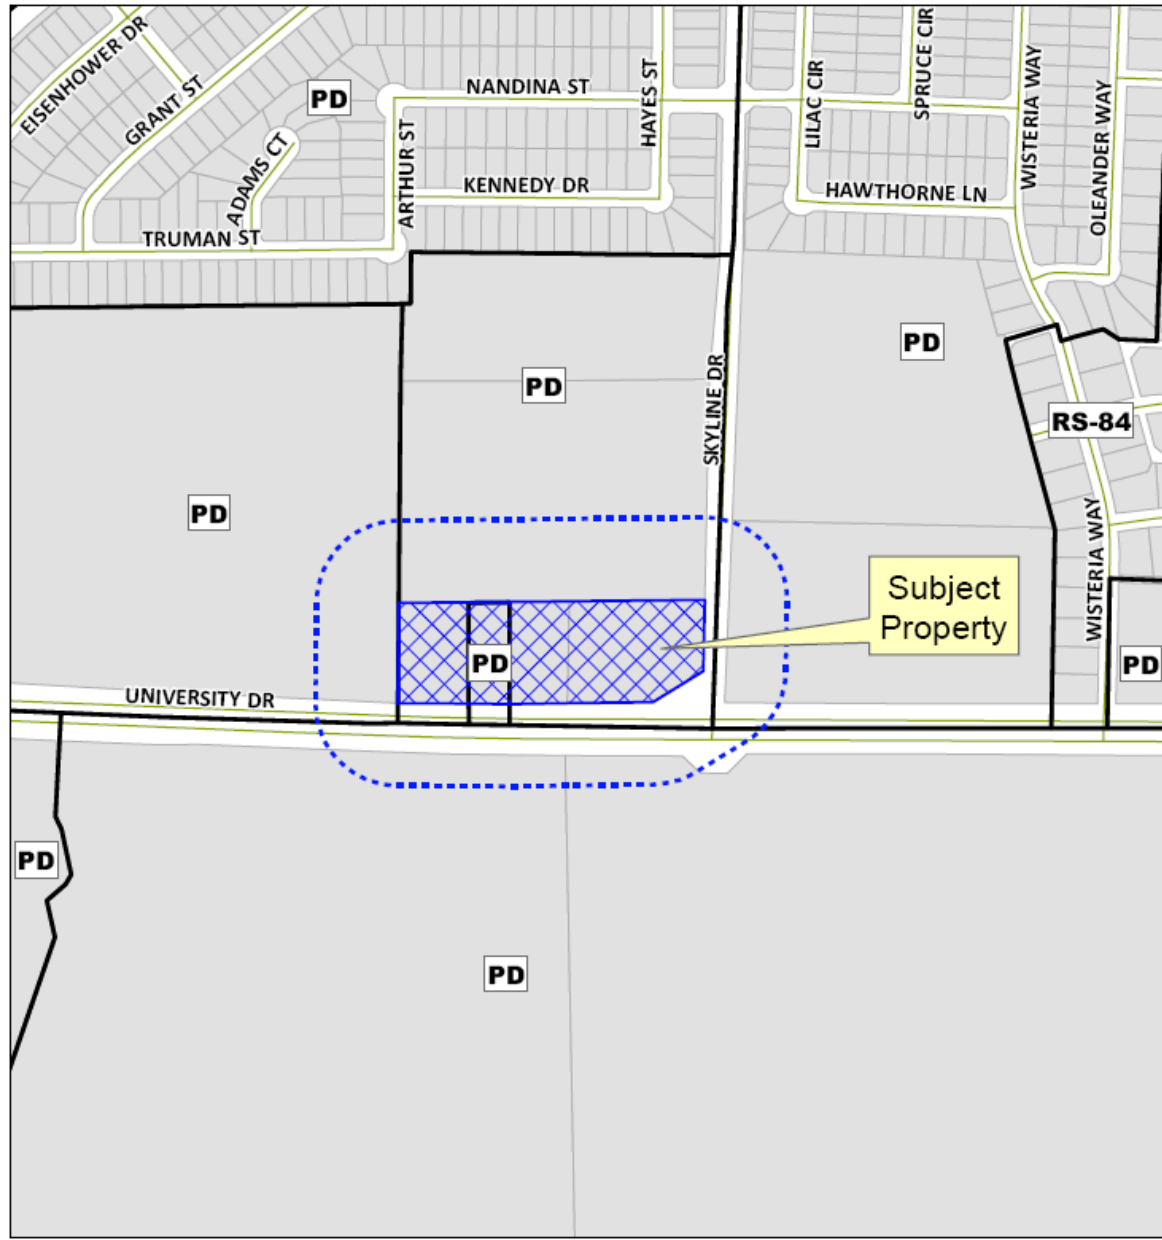 EISENHOWER DR
GRANT ST
ADAMS CT
PD
TRUMAN ST
ARTHUR ST
NANDINA ST
KENNEDY DR
HAYES ST
LILAC CIR
SPRUCE CIR
HAWTHORNE LN
WISTERIA WAY
OLEANDER WAY
PD
PD
SKYLINE DR
RS-84
PD
WISTERIA WAY
Subject
Property
PD
PD
UNIVERSITY DR
PD
PD